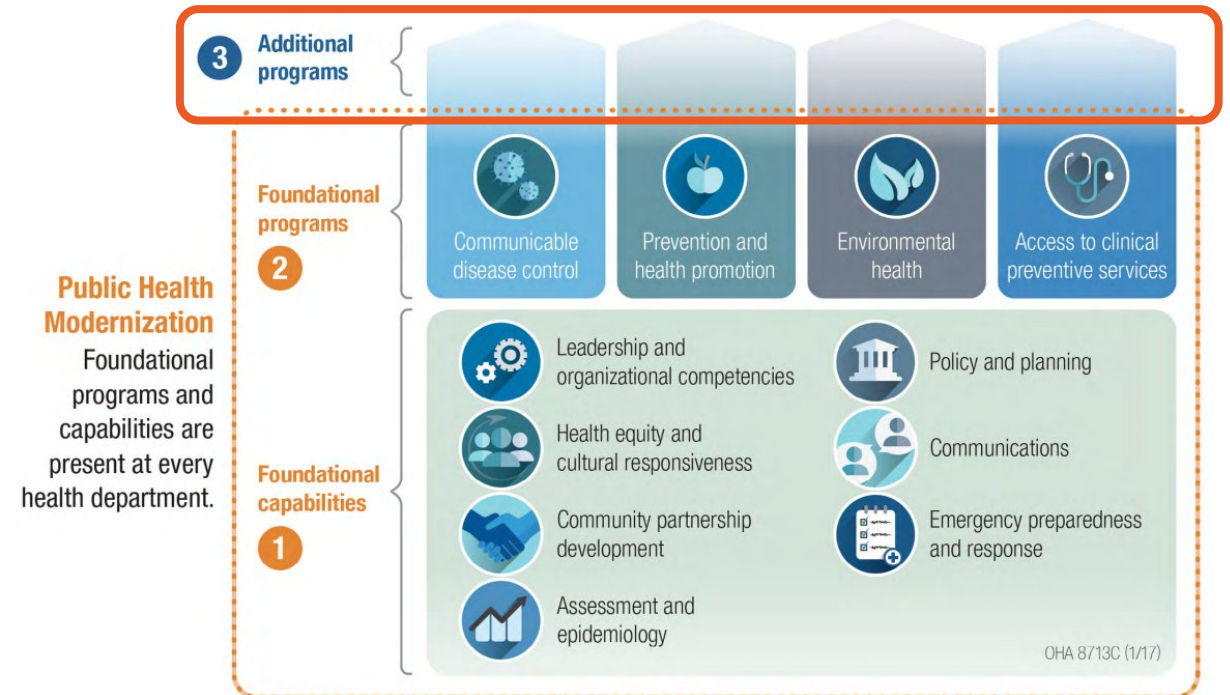 3
Additional
programs
Foundational
programs
2
Communicable
disease control
Prevention and
health promotion
Environmental
health
Access to clinical
preventive services
Public Health
Modernization
Foundational
programs and
capabilities are
present at every
health department.
Foundational
capabilities
1
Leadership and
organizational competencies
Health equity and
cultural responsiveness
Community partnership
development
Assessment and
epidemiology
Policy and planning
Communications
Emergency preparedness
and response
OHA 8713C (1/17)